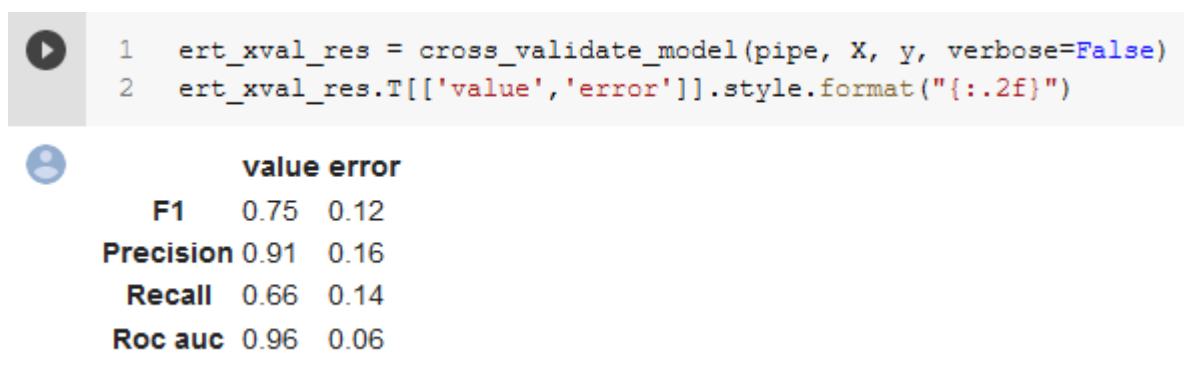 1 ert_xval_res = cross_validate_model(pipe, X, y, verbose=False)
2 ert_xval_res.T[['value','error']].style.format("{:.2f}")
value error
F1 0.75 0.12
Precision 0.91 0.16
Recall 0.66 0.14
Roc auc 0.96 0.06